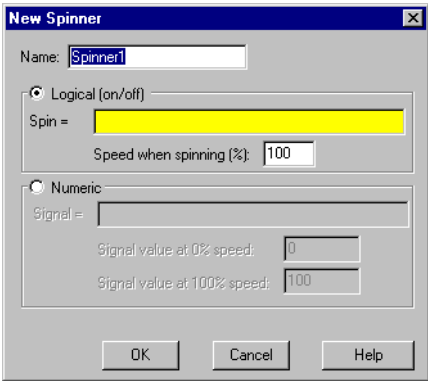 New Spinner
Name: Spinner1
Logical (on/off)
Spin =
Speed when spinning (%): 100
Numeric
Signal =
Signal value at 0% speed: 0
Signal value at 100% speed: 100
OK Cancel Help